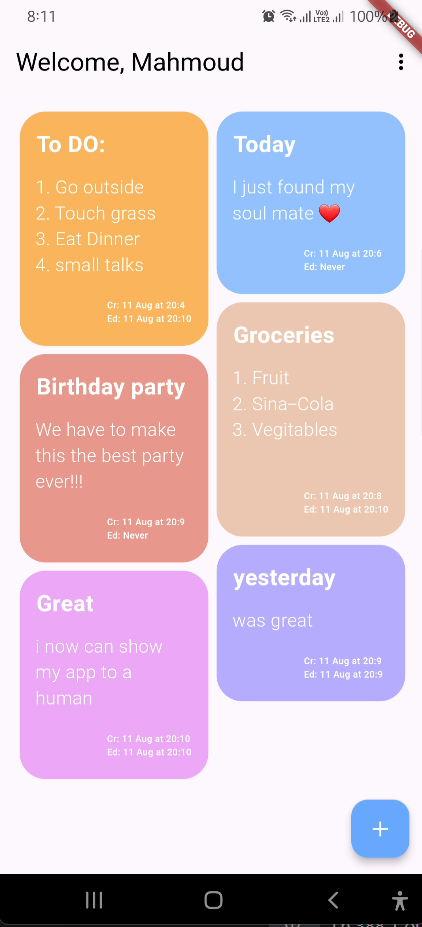 8:11
Vo))
LTE2
100%
BUG
Welcome, Mahmoud
To DO:
1. Go outside
2. Touch grass
3. Eat Dinner
4. small talks
Cr: 11 Aug at 20:4
Ed: 11 Aug at 20:10
Today
I just found my
soul mate ❤️
Cr: 11 Aug at 20:6
Ed: Never
Birthday party
We have to make
this the best party
ever!!!
Cr: 11 Aug at 20:9
Ed: Never
Groceries
1. Fruit
2. Sina-Cola
3. Vegitables
Cr: 11 Aug at 20:8
Ed: 11 Aug at 20:10
Great
i now can show
my app to a
human
Cr: 11 Aug at 20:10
Ed: 11 Aug at 20:10
yesterday
was great
Cr: 11 Aug at 20:9
Ed: 11 Aug at 20:9
+